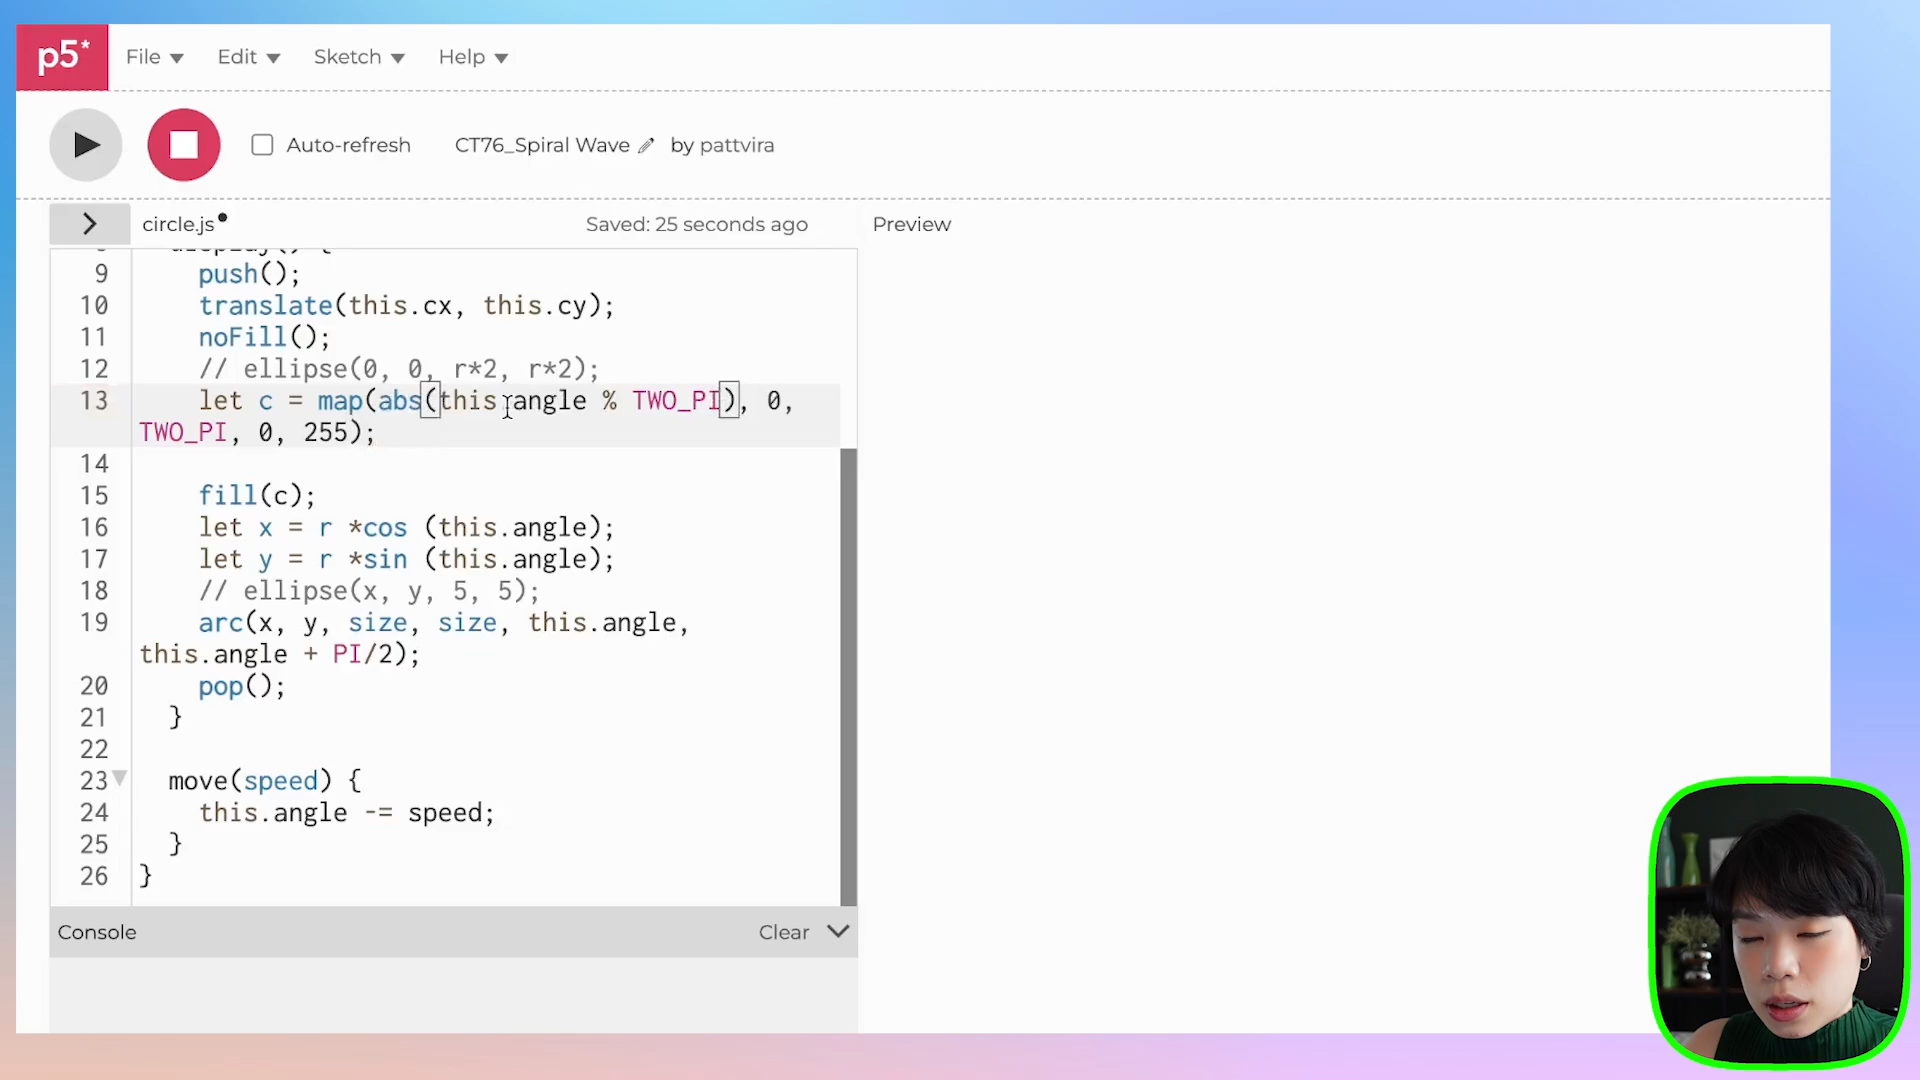 p5*
File
Edit
Sketch
Help
Auto-refresh
CT76_Spiral Wave
by pattvira
circle.js
Saved: 25 seconds ago
Preview
display() {
9 push();
10 translate(this.cx, this.cy);
11 noFill();
12 // ellipse(0, 0, r*2, r*2);
13 let c = map(abs(this.angle % TWO_PI), 0,
TWO_PI, 0, 255);
14
15 fill(c);
16 let x = r *cos (this.angle);
17 let y = r *sin (this.angle);
18 // ellipse(x, y, 5, 5);
19 arc(x, y, size, size, this.angle,
this.angle + PI/2);
20 pop();
21 }
22
23 move(speed) {
24 this.angle -= speed;
25 }
26 }
Console
Clear